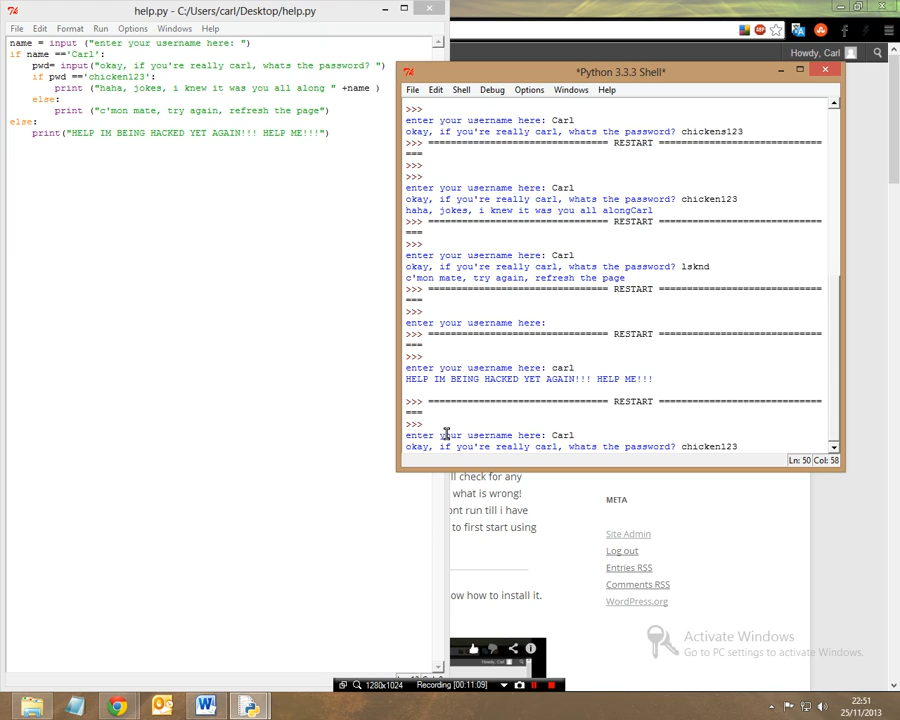 help.py - C:/Users/carl/Desktop/help.py
File Edit Format Run Options Windows Help
name = input ("enter your username here: ")
if name =='Carl':
    pwd= input("okay, if you're really carl, whats the password? ")
    if pwd =='chicken123':
        print ("haha, jokes, i knew it was you all along " +name )
    else:
        print ("c'mon mate, try again, refresh the page")
else:
    print("HELP IM BEING HACKED YET AGAIN!!! HELP ME!!!")
Howdy, Carl
*Python 3.3.3 Shell*
File Edit Shell Debug Options Windows Help
>>>
enter your username here: Carl
okay, if you're really carl, whats the password? chickens123
>>> ================================ RESTART =============================
===
>>>
>>>
enter your username here: Carl
okay, if you're really carl, whats the password? chicken123
haha, jokes, i knew it was you all alongCarl
>>> ================================ RESTART =============================
===
>>>
enter your username here: Carl
okay, if you're really carl, whats the password? lsknd
c'mon mate, try again, refresh the page
>>> ================================ RESTART =============================
===
>>>
enter your username here:
>>> ================================ RESTART =============================
===
>>>
enter your username here: carl
HELP IM BEING HACKED YET AGAIN!!! HELP ME!!!
>>> ================================ RESTART =============================
===
>>>
enter your username here: Carl
okay, if you're really carl, whats the password? chicken123
Ln: 50 Col: 58
ll check for any
what is wrong!
ont run till i have
to first start using
ow how to install it.
META
Site Admin
Log out
Entries RSS
Comments RSS
WordPress.org
Howdy, Carl
Activate Windows
Go to PC settings to activate Windows.
1280x1024 Recording [00:11:09]
22:51
25/11/2013